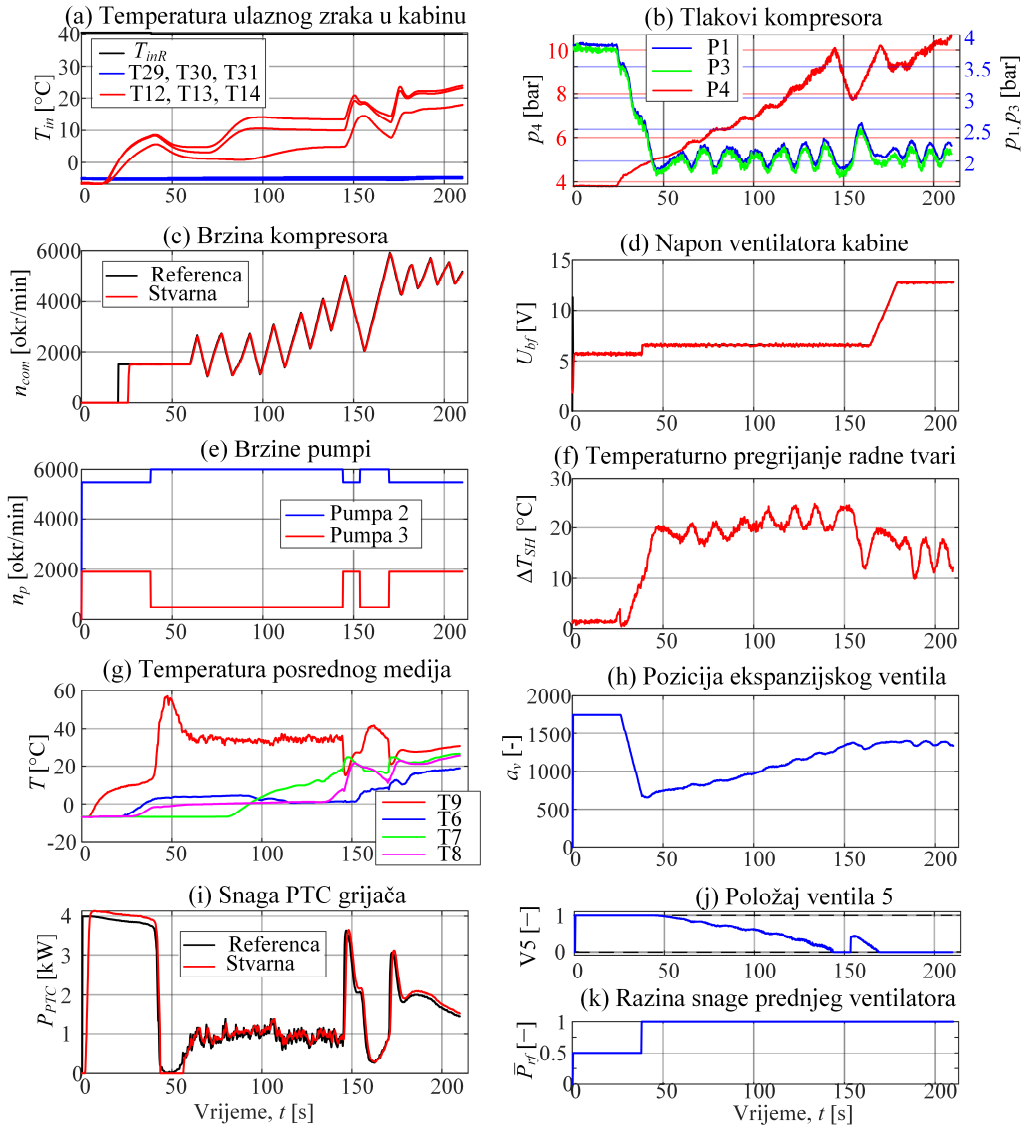 (a) Temperatura ulaznog zraka u kabinu
T_inR
T29, T30, T31
T12, T13, T14
T_in [°C]
40
30
20
10
0
0
50
100
150
200
(b) Tlakovi kompresora
P1
P3
P4
p_4 [bar]
10
8
6
4
p_1,p_3 [bar]
4
3.5
3
2.5
2
0
50
100
150
200
(c) Brzina kompresora
Referenca
Stvarna
n_com [okr/min]
6000
4000
2000
0
0
50
100
150
200
(d) Napon ventilatora kabine
U_bf [V]
15
10
5
0
0
50
100
150
200
(e) Brzine pumpi
Pumpa 2
Pumpa 3
n_p [okr/min]
6000
4000
2000
0
0
50
100
150
200
(f) Temperaturno pregrijanje radne tvari
ΔT_SH [°C]
30
20
10
0
0
50
100
150
200
(g) Temperatura posrednog medija
T9
T6
T7
T8
T [°C]
60
40
20
0
-20
0
50
100
150
200
(h) Pozicija ekspanzijskog ventila
a_v [-]
2000
1500
1000
500
0
0
50
100
150
200
(i) Snaga PTC grijača
Referenca
Stvarna
P_PTC [kW]
4
3
2
1
0
0
50
100
150
200
Vrijeme, t [s]
(j) Položaj ventila 5
V5 [−]
1
0
0
50
100
150
200
(k) Razina snage prednjeg ventilatora
P̅_rf [−]
1
0.5
0
0
50
100
150
200
Vrijeme, t [s]